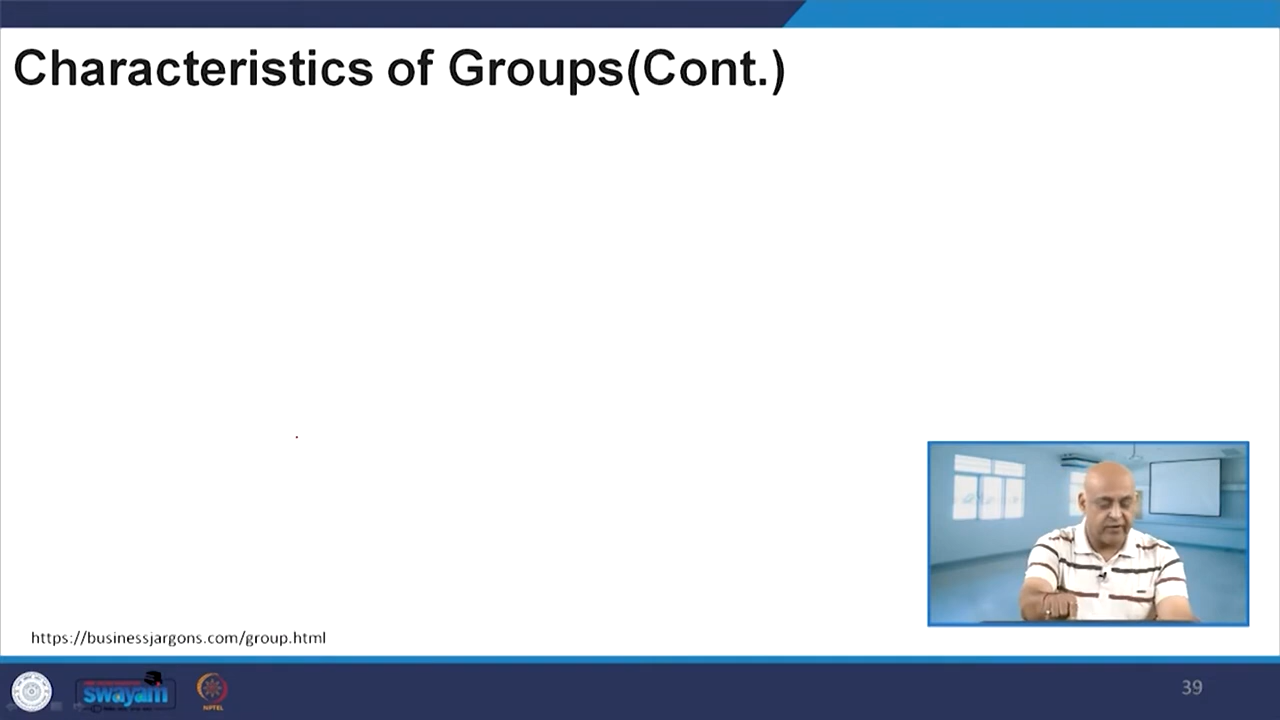 Characteristics of Groups(Cont.)
.
https://businessjargons.com/group.html
swayam
NPTEL
39